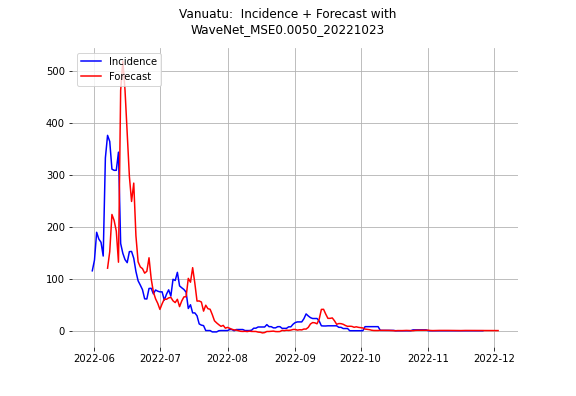 Vanuatu:  Incidence + Forecast with
WaveNet_MSE0.0050_20221023
Incidence
Forecast
500
400
300
200
100
0
2022-06 2022-07 2022-08 2022-09 2022-10 2022-11 2022-12